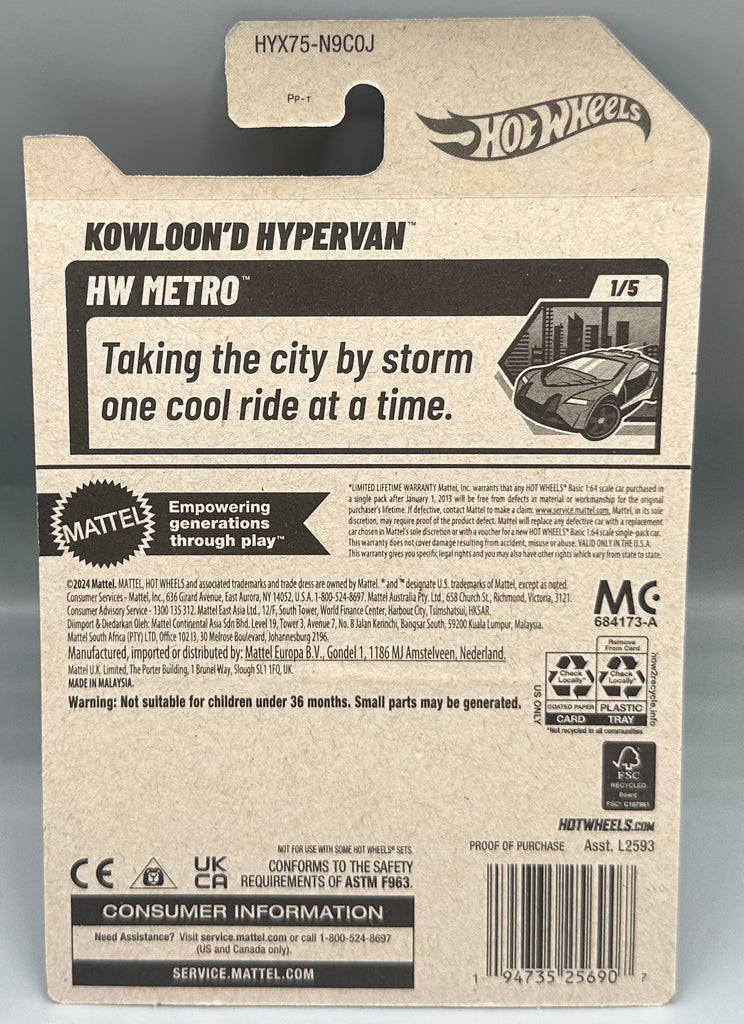 HYX75-N9C0J
Pp-T
HOT WHEELS
KOWLOON'D HYPERVAN™
HW METRO™
1/5
Taking the city by storm
one cool ride at a time.
MATTEL
Empowering
generations
through play™
*LIMITED LIFETIME WARRANTY Mattel, Inc. warrants that any HOT WHEELS® Basic 1:64 scale car purchased in
a single pack after January 1, 2013 will be free from defects in material or workmanship for the original
purchaser's lifetime. If defective, contact Mattel to make a claim: www.service.mattel.com. Mattel, in its sole
discretion, may require proof of the product defect. Mattel will replace any defective car with a replacement
car chosen in Mattel's sole discretion or with a voucher for a new HOT WHEELS® Basic 1:64 scale single-pack car.
This warranty does not cover damage resulting from accident, misuse or abuse. VALID ONLY IN THE U.S.A.
This warranty gives you specific legal rights and you may also have other rights which vary from state to state.
©2024 Mattel. MATTEL, HOT WHEELS and associated trademarks and trade dress are owned by Mattel. ® and ™ designate U.S. trademarks of Mattel, except as noted.
Consumer Services - Mattel, Inc., 636 Girard Avenue, East Aurora, NY 14052, U.S.A. 1-800-524-8697. Mattel Australia Pty. Ltd., 658 Church St., Richmond, Victoria, 3121.
Consumer Advisory Service - 1300 135 312. Mattel East Asia Ltd., 12/F, South Tower, World Finance Center, Harbour City, Tsimshatsui, HKSAR.
Diimport & Diedarkan Oleh: Mattel Continental Asia Sdn Bhd. Level 19, Tower 3, Avenue 7, No. 8 Jalan Kerinchi, Bangsar South, 59200 Kuala Lumpur, Malaysia.
Mattel South Africa (PTY) LTD, Office 102 I3, 30 Melrose Boulevard, Johannesburg 2196.
Manufactured, imported or distributed by: Mattel Europa B.V., Gondel 1, 1186 MJ Amstelveen, Nederland.
Mattel U.K. Limited, The Porter Building, 1 Brunel Way, Slough SL1 1FQ, UK.
MADE IN MALAYSIA.
Warning: Not suitable for children under 36 months. Small parts may be generated.
MC
684173-A
US ONLY
Remove
From Card
Check
Locally*
Check
Locally*
COATED PAPER
PLASTIC
CARD
TRAY
*Not recycled in all communities
how2recycle.info
FSC
RECYCLED
Board
FSC® C107961
HOTWHEELS.COM
PROOF OF PURCHASE
Asst. L2593
CE
UK
CA
NOT FOR USE WITH SOME HOT WHEELS® SETS.
CONFORMS TO THE SAFETY
REQUIREMENTS OF ASTM F963.
CONSUMER INFORMATION
Need Assistance? Visit service.mattel.com or call 1-800-524-8697
(US and Canada only).
SERVICE.MATTEL.COM
1 94735 25690 7